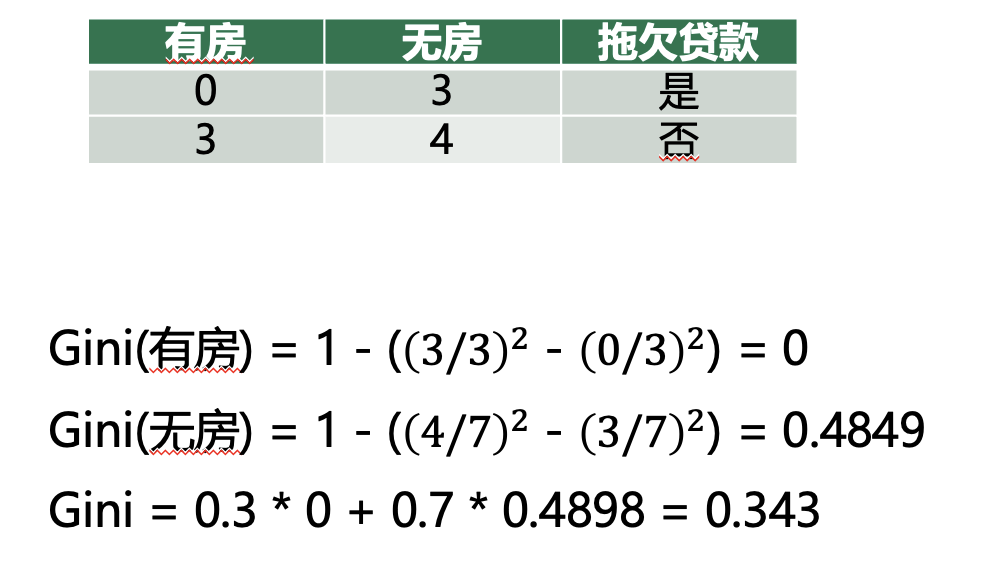 有房 无房 拖欠贷款
0 3 是
3 4 否
Gini(有房) = 1 - ((3/3)² - (0/3)²) = 0
Gini(无房) = 1 - ((4/7)² - (3/7)²) = 0.4849
Gini = 0.3 * 0 + 0.7 * 0.4898 = 0.343